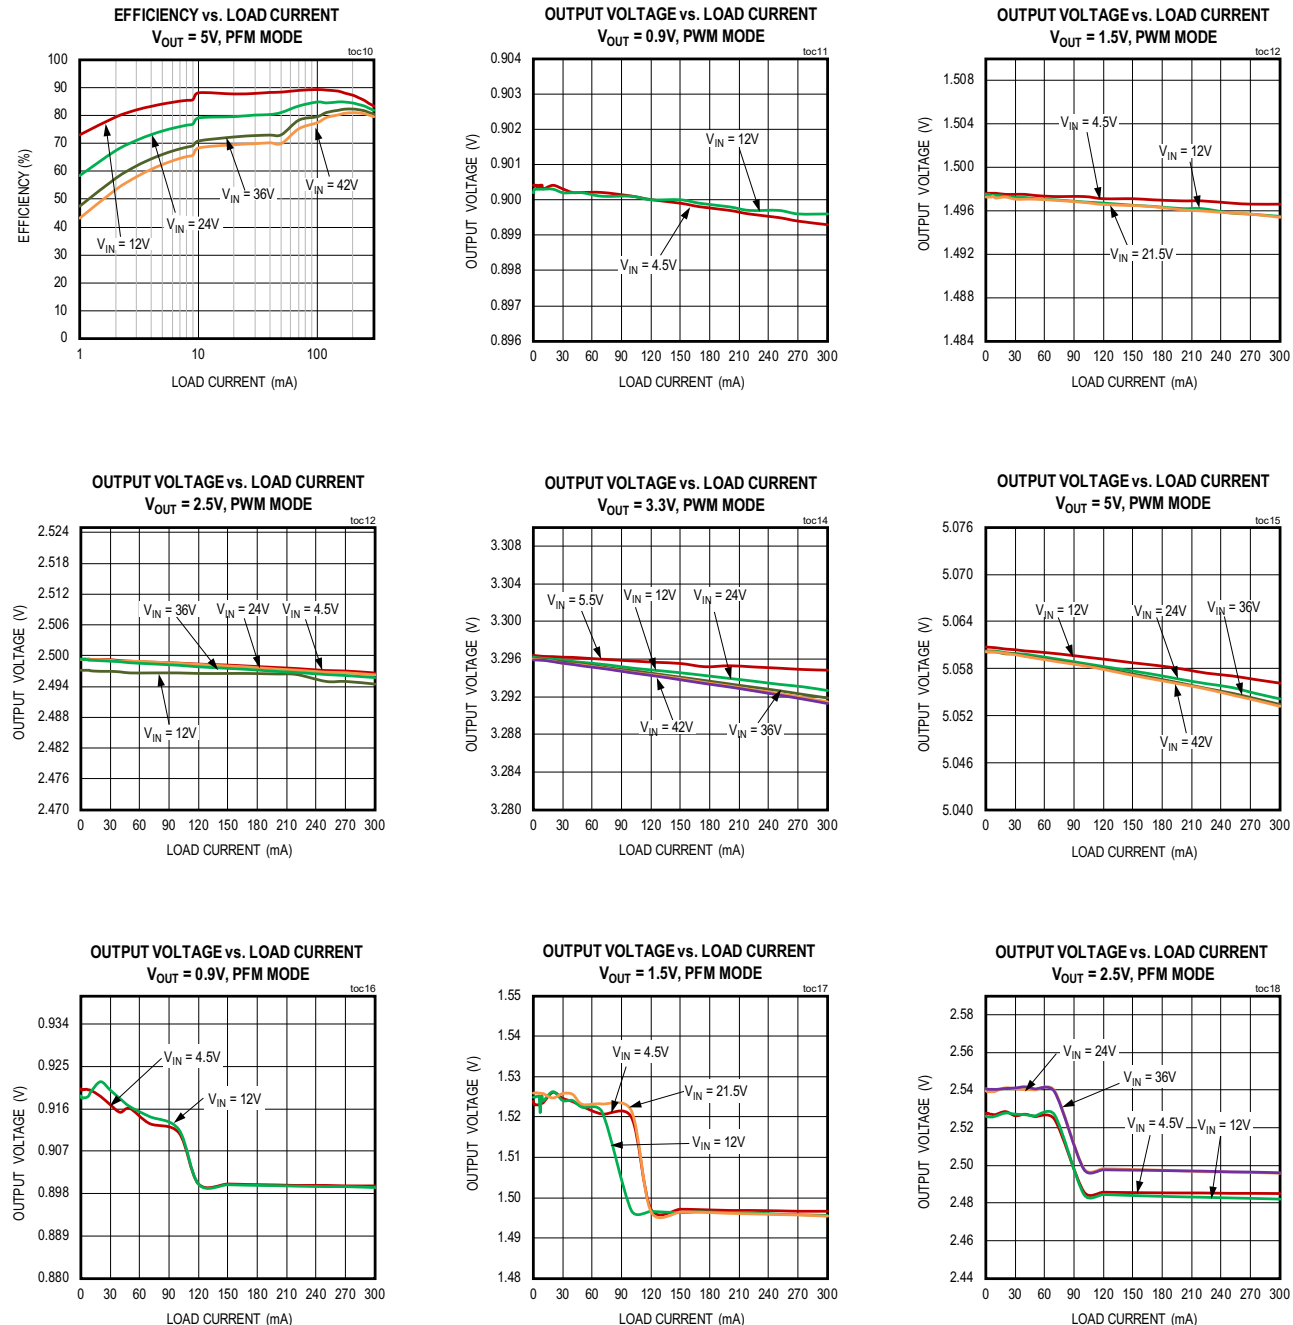 EFFICIENCY vs. LOAD CURRENT
VOUT = 5V, PFM MODE
toc10
EFFICIENCY (%)
100
90
80
70
60
50
40
30
20
10
0
VIN = 12V
VIN = 24V
VIN = 36V
VIN = 42V
1
10
100
LOAD CURRENT (mA)
OUTPUT VOLTAGE vs. LOAD CURRENT
VOUT = 0.9V, PWM MODE
toc11
OUTPUT VOLTAGE (V)
0.904
0.903
0.902
0.901
0.900
0.899
0.898
0.897
0.896
VIN = 12V
VIN = 4.5V
0 30 60 90 120 150 180 210 240 270 300
LOAD CURRENT (mA)
OUTPUT VOLTAGE vs. LOAD CURRENT
VOUT = 1.5V, PWM MODE
toc12
OUTPUT VOLTAGE (V)
1.508
1.504
1.500
1.496
1.492
1.488
1.484
VIN = 4.5V
VIN = 12V
VIN = 21.5V
0 30 60 90 120 150 180 210 240 270 300
LOAD CURRENT (mA)
OUTPUT VOLTAGE vs. LOAD CURRENT
VOUT = 2.5V, PWM MODE
toc12
OUTPUT VOLTAGE (V)
2.524
2.518
2.512
2.506
2.500
2.494
2.488
2.482
2.476
2.470
VIN = 36V
VIN = 24V
VIN = 4.5V
VIN = 12V
0 30 60 90 120 150 180 210 240 270 300
LOAD CURRENT (mA)
OUTPUT VOLTAGE vs. LOAD CURRENT
VOUT = 3.3V, PWM MODE
toc14
OUTPUT VOLTAGE (V)
3.308
3.304
3.300
3.296
3.292
3.288
3.284
3.280
VIN = 5.5V
VIN = 12V
VIN = 24V
VIN = 42V
VIN = 36V
0 30 60 90 120 150 180 210 240 270 300
LOAD CURRENT (mA)
OUTPUT VOLTAGE vs. LOAD CURRENT
VOUT = 5V, PWM MODE
toc15
OUTPUT VOLTAGE (V)
5.076
5.070
5.064
5.058
5.052
5.046
5.040
VIN = 12V
VIN = 24V
VIN = 36V
VIN = 42V
0 30 60 90 120 150 180 210 240 270 300
LOAD CURRENT (mA)
OUTPUT VOLTAGE vs. LOAD CURRENT
VOUT = 0.9V, PFM MODE
toc16
OUTPUT VOLTAGE (V)
0.934
0.925
0.916
0.907
0.898
0.889
0.880
VIN = 4.5V
VIN = 12V
0 30 60 90 120 150 180 210 240 270 300
LOAD CURRENT (mA)
OUTPUT VOLTAGE vs. LOAD CURRENT
VOUT = 1.5V, PFM MODE
toc17
OUTPUT VOLTAGE (V)
1.55
1.54
1.53
1.52
1.51
1.50
1.49
1.48
VIN = 4.5V
VIN = 21.5V
VIN = 12V
0 30 60 90 120 150 180 210 240 270 300
LOAD CURRENT (mA)
OUTPUT VOLTAGE vs. LOAD CURRENT
VOUT = 2.5V, PFM MODE
toc18
OUTPUT VOLTAGE (V)
2.58
2.56
2.54
2.52
2.50
2.48
2.46
2.44
VIN = 24V
VIN = 36V
VIN = 4.5V
VIN = 12V
0 30 60 90 120 150 180 210 240 270 300
LOAD CURRENT (mA)